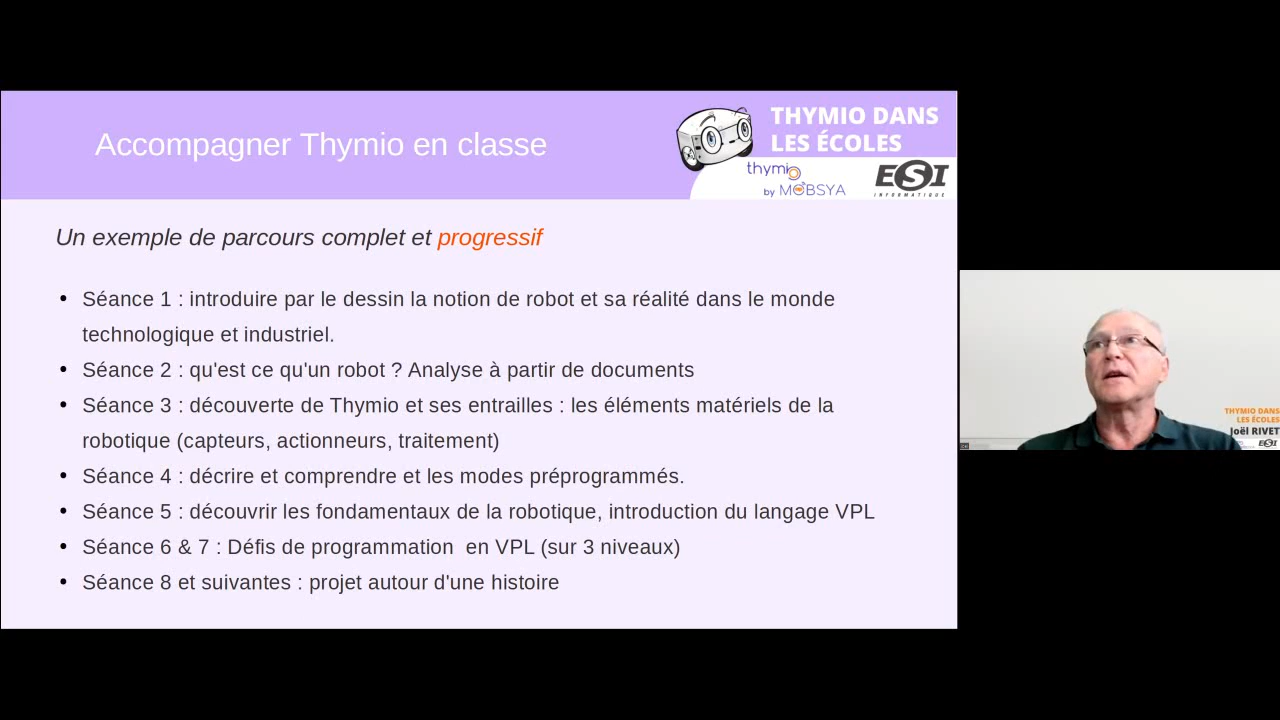 Accompagner Thymio en classe
THYMIO DANS
LES ÉCOLES
thymio
by MOBSYA
ESI
INFORMATIQUE
Un exemple de parcours complet et progressif
• Séance 1 : introduire par le dessin la notion de robot et sa réalité dans le monde
technologique et industriel.
• Séance 2 : qu'est ce qu'un robot ? Analyse à partir de documents
• Séance 3 : découverte de Thymio et ses entrailles : les éléments matériels de la
robotique (capteurs, actionneurs, traitement)
• Séance 4 : décrire et comprendre et les modes préprogrammés.
• Séance 5 : découvrir les fondamentaux de la robotique, introduction du langage VPL
• Séance 6 & 7 : Défis de programmation  en VPL (sur 3 niveaux)
• Séance 8 et suivantes : projet autour d'une histoire
THYMIO DANS
LES ÉCOLES
Joël RIVET
ESI